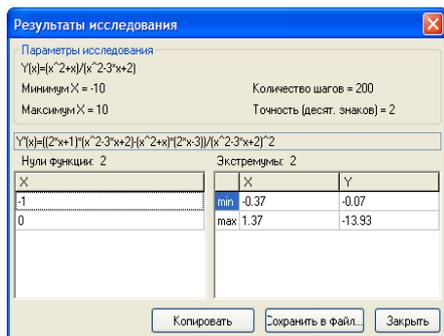 Результаты исследования
Параметры исследования
Y(x)=(x^2+x)/(x^2-3*x+2)
Минимум X = -10
Количество шагов = 200
Максимум X = 10
Точность (десят. знаков) = 2
Y'(x)=((2*x+1)*(x^2-3*x+2)-(x^2+x)*(2*x-3))/(x^2-3*x+2)^2
Нули функции: 2
Экстремумы: 2
X
X Y
-1
0
min -0.37 -0.07
max 1.37 -13.93
Копировать
Сохранить в файл...
Закрыть